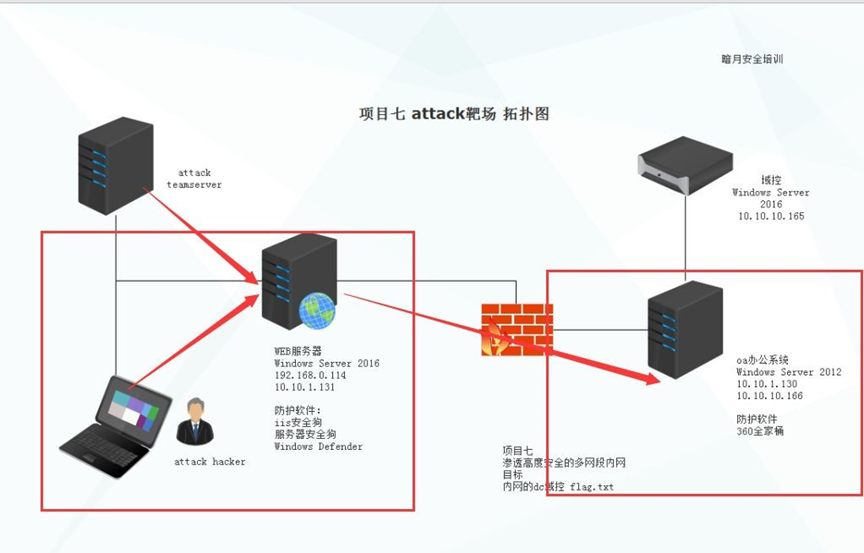 暗月安全培训
项目七 attack靶场 拓扑图
attack
teamserver
域控
Windows Server
2016
10.10.10.165
WEB服务器
Windows Server 2016
192.168.0.114
10.10.1.131
防护软件:
iis安全狗
服务器安全狗
Windows Defender
attack hacker
oa办公系统
Windows Server 2012
10.10.1.130
10.10.10.166
防护软件
360全家桶
项目七
渗透高度安全的多网段内网
目标
内网的dc域控 flag.txt